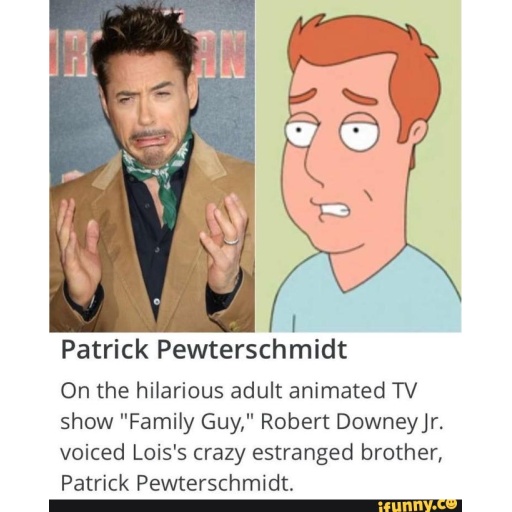 IR N AN
Patrick Pewterschmidt
On the hilarious adult animated TV
show "Family Guy," Robert Downey Jr.
voiced Lois's crazy estranged brother,
Patrick Pewterschmidt.
ifunny.co